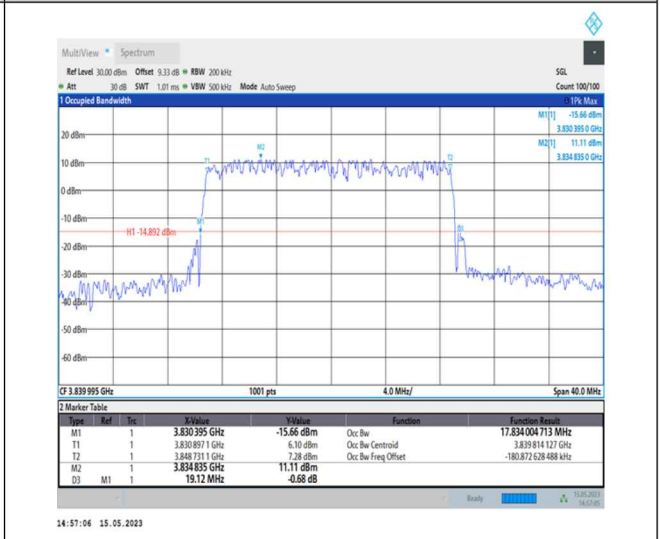 MultiView Spectrum
Ref Level 30.00 dBm Offset 9.33 dB RBW 200 kHz SGL
Att 30 dB SWT 1.01 ms VBW 500 kHz Mode Auto Sweep Count 100/100
1 Occupied Bandwidth 1Pk Max
M1[1] -15.66 dBm
3.830 395 0 GHz
M2[1] 11.11 dBm
3.834 835 0 GHz
20 dBm
M2
T1 T2
10 dBm
0 dBm
-10 dBm
M1
H1 -14.892 dBm
-20 dBm
-30 dBm
-40 dBm
-50 dBm
-60 dBm
CF 3.839 995 GHz 1001 pts 4.0 MHz/ Span 40.0 MHz
2 Marker Table
Type Ref Trc X-Value Y-Value Function Function Result
M1 1 3.830 395 GHz -15.66 dBm Occ Bw 17.834 004 713 MHz
T1 1 3.830 897 1 GHz 6.10 dBm Occ Bw Centroid 3.839 814 127 GHz
T2 1 3.848 731 1 GHz 7.28 dBm Occ Bw Freq Offset -180.872 628 488 kHz
M2 1 3.834 835 GHz 11.11 dBm
D3 M1 1 19.12 MHz -0.68 dB
Ready 15.05.2023
14:57:05
14:57:06 15.05.2023